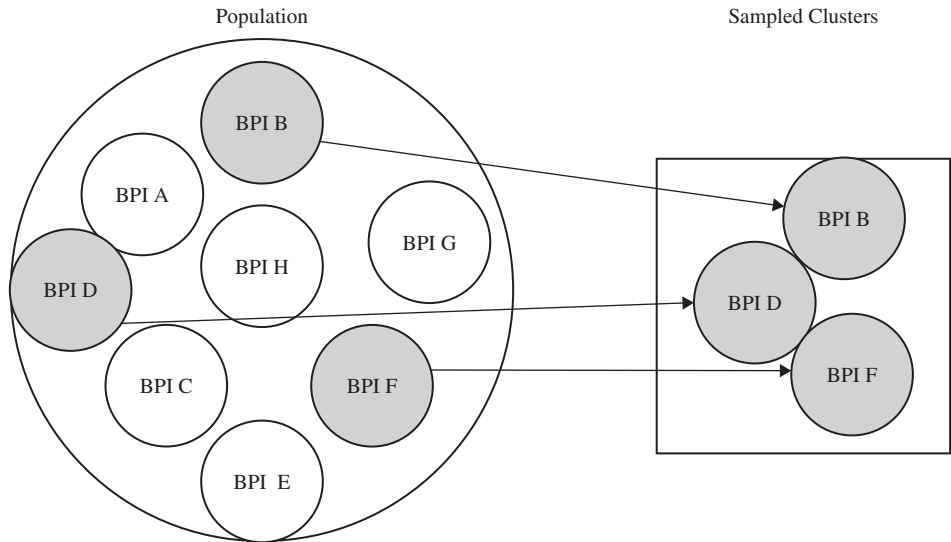 Population
Sampled Clusters
BPI B
BPI A
BPI G
BPI H
BPI D
BPI C
BPI F
BPI E
BPI B
BPI D
BPI F